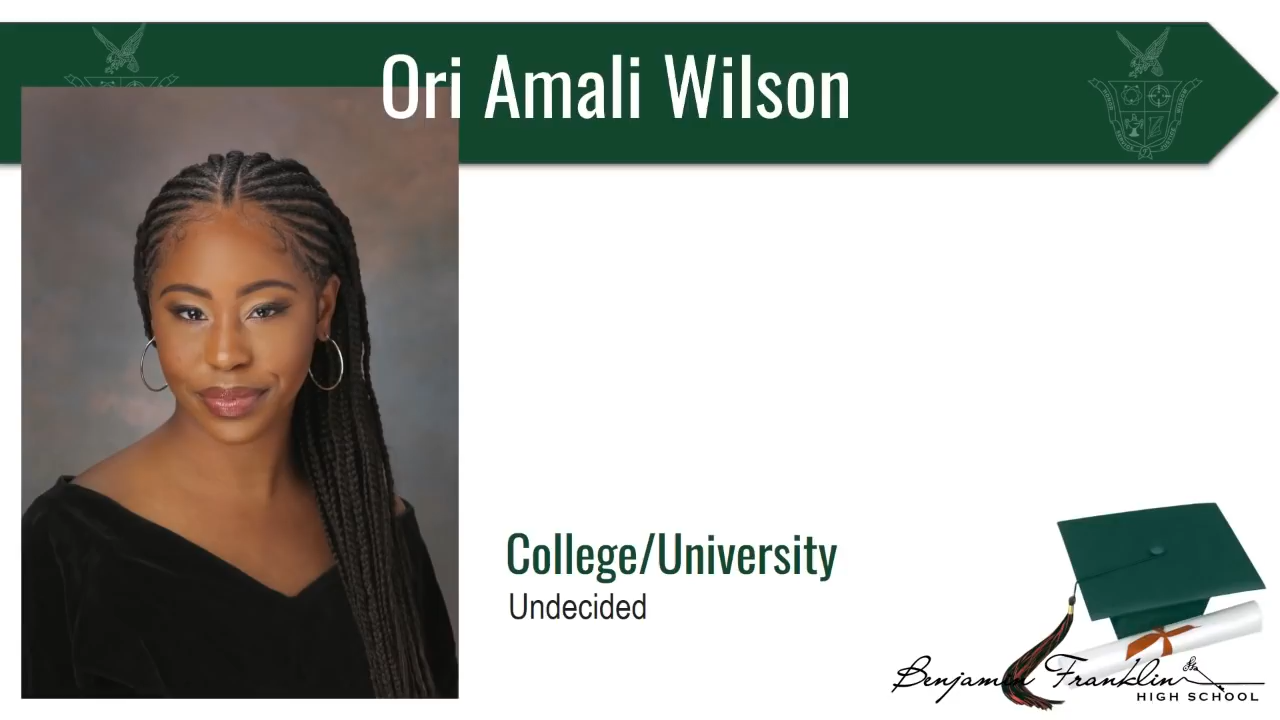 Ori Amali Wilson
College/University
Undecided
Benjamin Franklin
HIGH SCHOOL